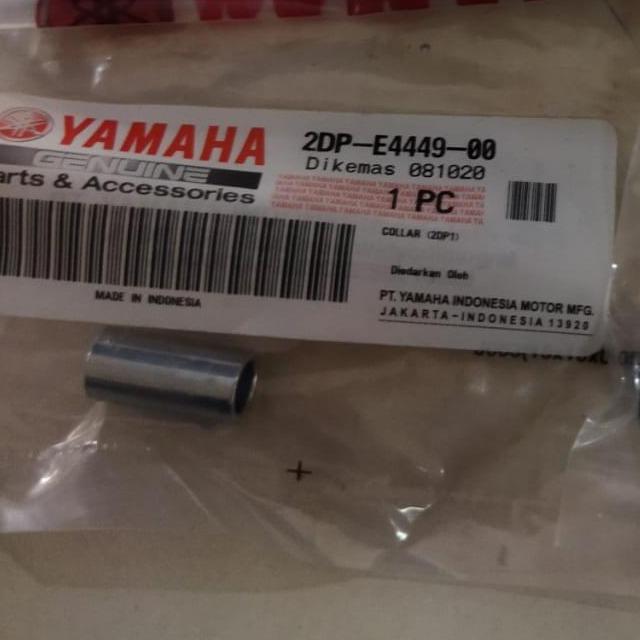 YAMAHA
GENUINE
arts & Accessories
MADE IN INDONESIA
2DP-E4449-00
Dikemas 081020
1 PC
COLLAR (2DP1)
Diedarkan Oleh
PT. YAMAHA INDONESIA MOTOR MFG.
JAKARTA-INDONESIA 13920